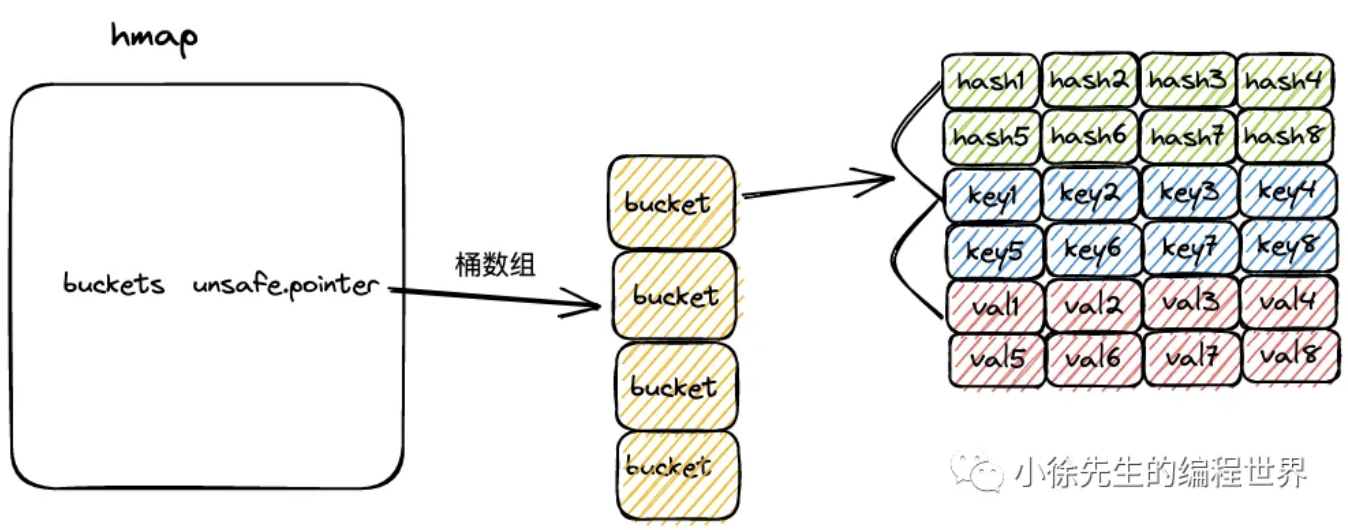 hmap
buckets unsafe.pointer
桶数组
bucket
bucket
bucket
bucket
hash1 hash2 hash3 hash4
hash5 hash6 hash7 hash8
key1 key2 key3 key4
key5 key6 key7 key8
val1 val2 val3 val4
val5 val6 val7 val8
小徐先生的编程世界